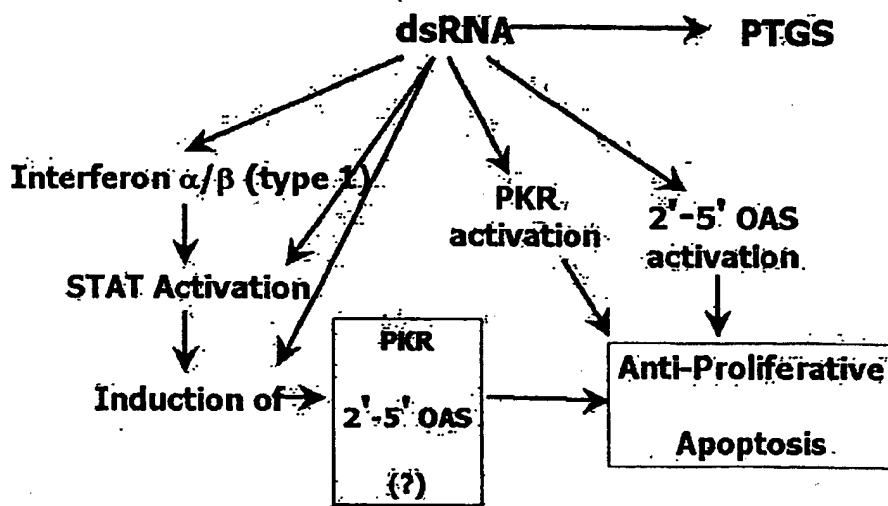 dsRNA
PTGS
Interferon α/β (type 1)
PKR
activation
2'-5' OAS
activation
STAT Activation
Induction of
PKR
2'-5' OAS
(?)
Anti-Proliferative
Apoptosis